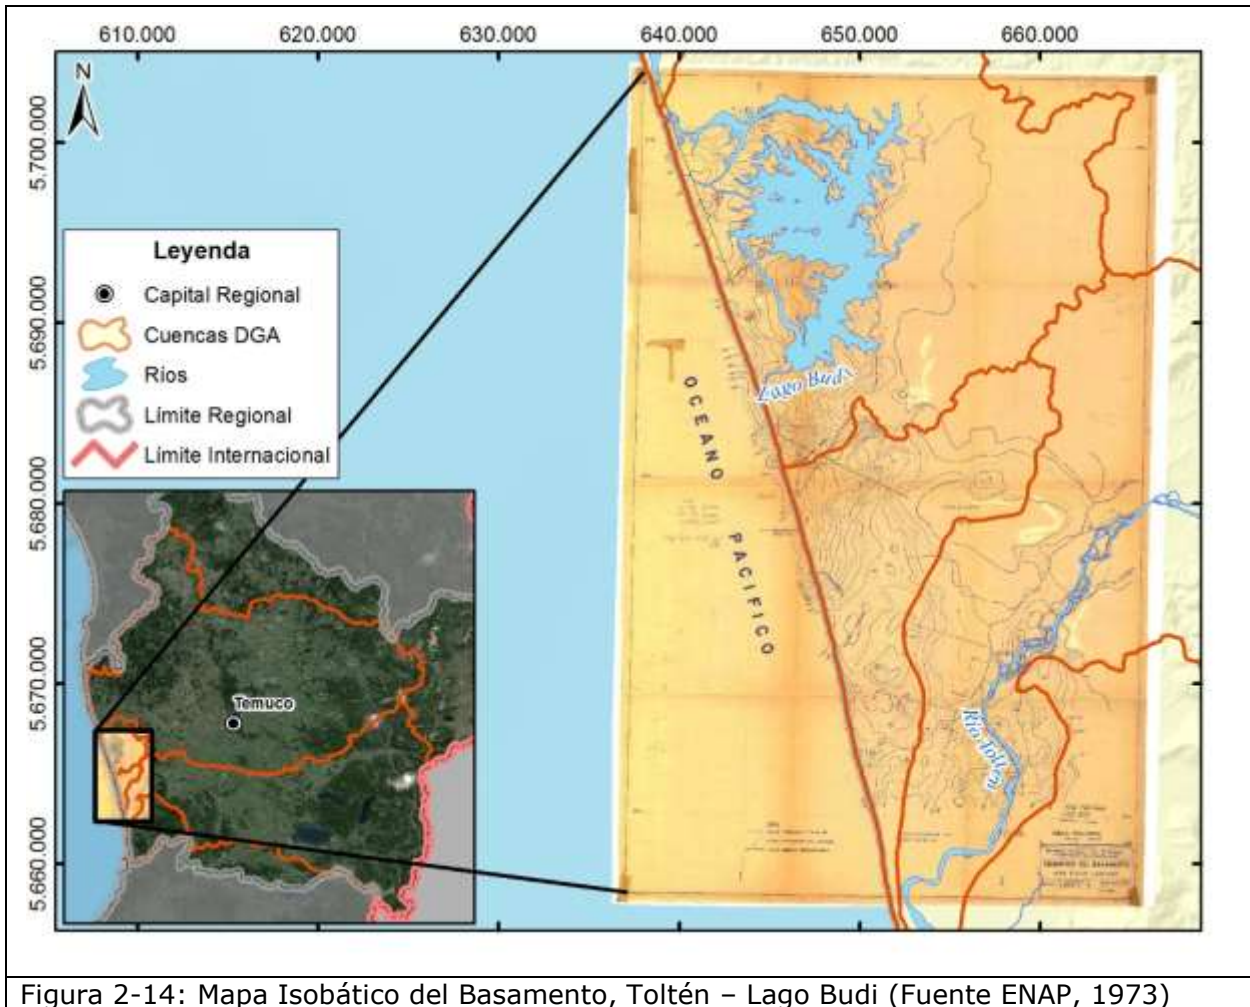 610.000 620.000 630.000 640.000 650.000 660.000
N
5.700.000
5.690.000
5.680.000
5.670.000
5.660.000
Leyenda
Capital Regional
Cuencas DGA
Ríos
Límite Regional
Límite Internacional
Temuco
Lago Budi
OCEANO
PACIFICO
Río Toltén
Figura 2-14: Mapa Isobático del Basamento, Toltén – Lago Budi (Fuente ENAP, 1973)